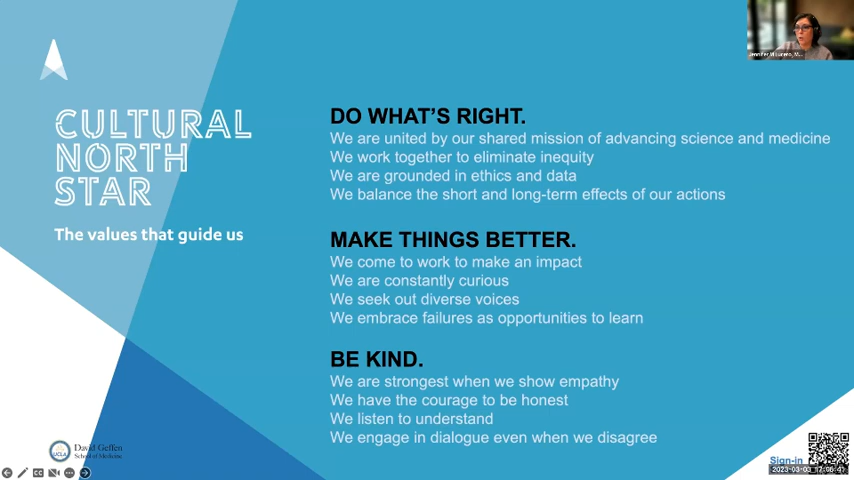 CULTURAL
NORTH
STAR
The values that guide us
DO WHAT'S RIGHT.
We are united by our shared mission of advancing science and medicine
We work together to eliminate inequity
We are grounded in ethics and data
We balance the short and long-term effects of our actions
MAKE THINGS BETTER.
We come to work to make an impact
We are constantly curious
We seek out diverse voices
We embrace failures as opportunities to learn
BE KIND.
We are strongest when we show empathy
We have the courage to be honest
We listen to understand
We engage in dialogue even when we disagree
UCLA
David Geffen
School of Medicine
CC
Sign-in